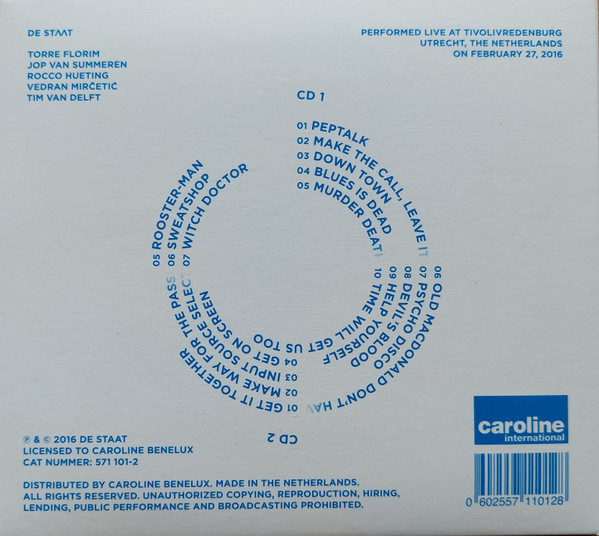 DE STAAT
TORRE FLORIM
JOP VAN SUMMEREN
ROCCO HUETING
VEDRAN MIRČETIĆ
TIM VAN DELFT
PERFORMED LIVE AT TIVOLIVREDENBURG
UTRECHT, THE NETHERLANDS
ON FEBRUARY 27, 2016
CD 1
01 PEPTALK
02 MAKE THE CALL, LEAVE IT
03 DOWN TOWN
04 BLUES IS DEAD
05 MURDER DEATH
06 OLD MACDONALD DON'T HAV
07 PSYCHO DISCO
08 DEVIL'S BLOOD
09 HELP YOURSELF
10 TIME WILL GET US TOO
CD 2
01 GET IT TOGETHER
02 MAKE WAY FOR THE PASS
03 INPUT SOURCE SELECT
04 GET ON SCREEN
05 ROOSTER-MAN
06 SWEATSHOP
07 WITCH DOCTOR
℗ & © 2016 DE STAAT
LICENSED TO CAROLINE BENELUX
CAT NUMMER: 571 101-2
DISTRIBUTED BY CAROLINE BENELUX. MADE IN THE NETHERLANDS.
ALL RIGHTS RESERVED. UNAUTHORIZED COPYING, REPRODUCTION, HIRING,
LENDING, PUBLIC PERFORMANCE AND BROADCASTING PROHIBITED.
caroline
international
0 602557 110128